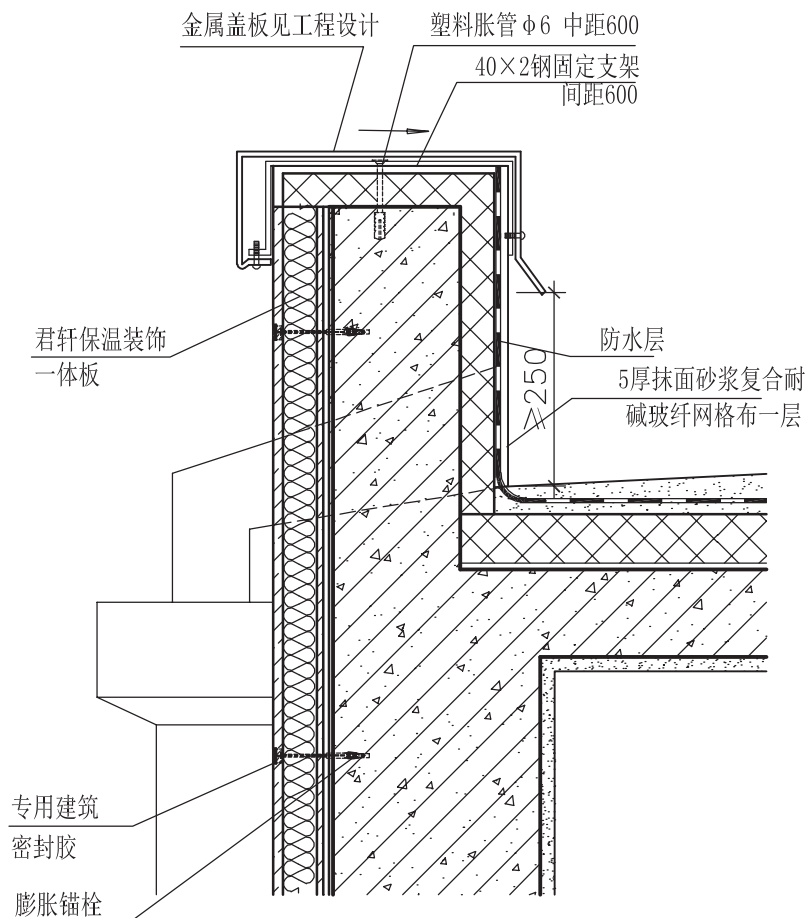 金属盖板见工程设计
塑料胀管φ6 中距600
40×2钢固定支架
间距600
君轩保温装饰
一体板
防水层
5厚抹面砂浆复合耐
碱玻纤网格布一层
≥250
专用建筑
密封胶
膨胀锚栓